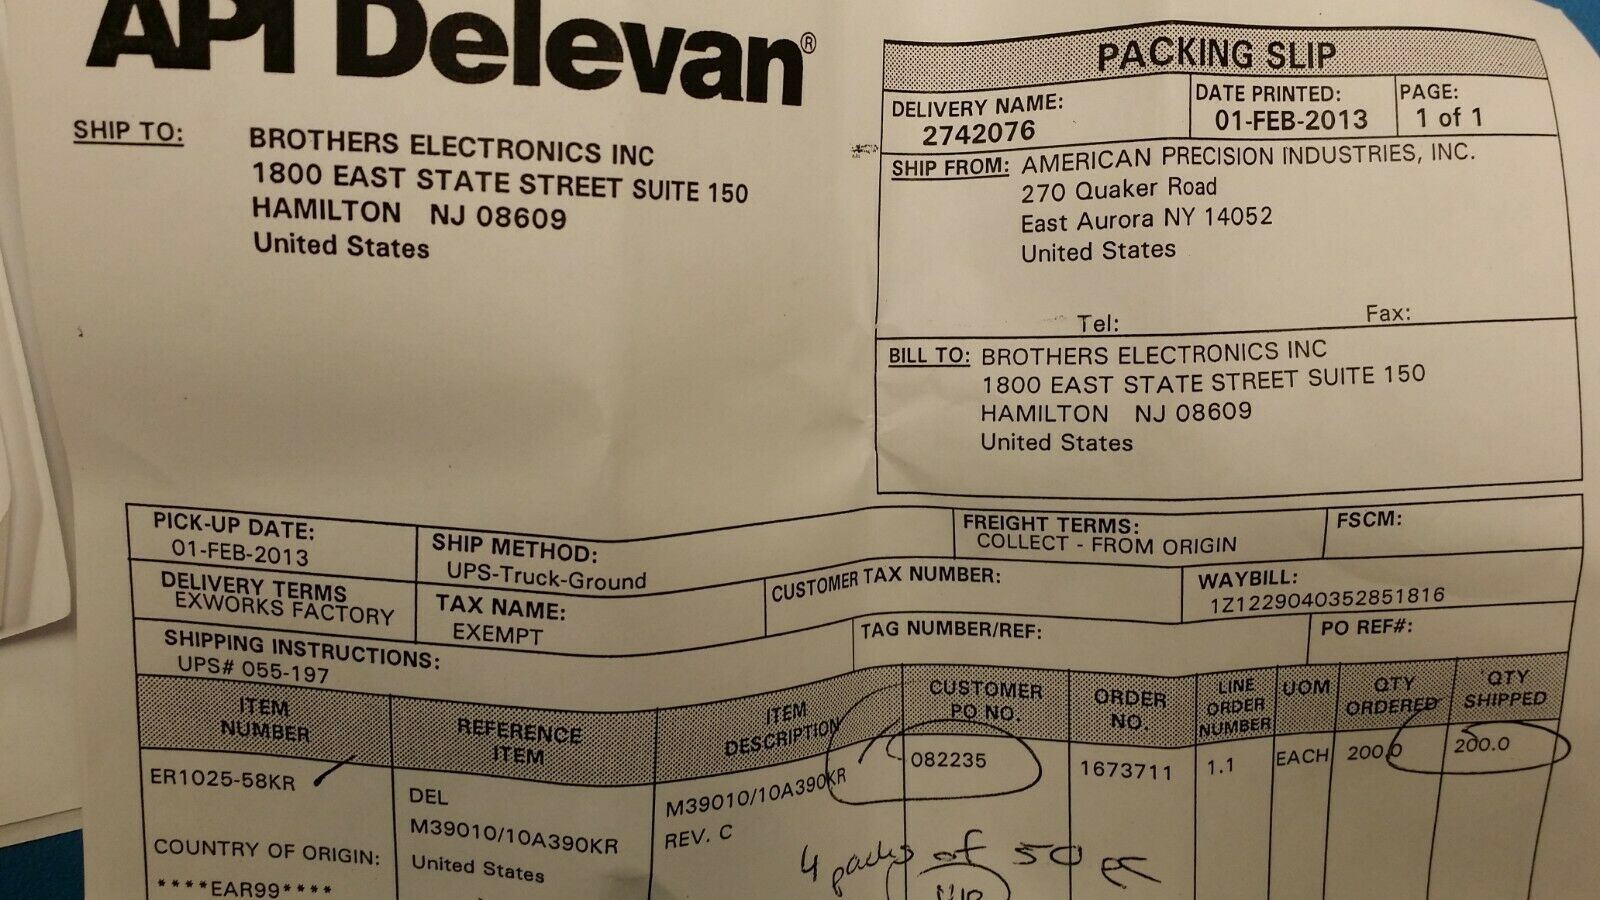 API Delevan®
SHIP TO:
BROTHERS ELECTRONICS INC
1800 EAST STATE STREET SUITE 150
HAMILTON NJ 08609
United States
PACKING SLIP
DELIVERY NAME:
2742076
DATE PRINTED:
01-FEB-2013
PAGE:
1 of 1
SHIP FROM: AMERICAN PRECISION INDUSTRIES, INC.
270 Quaker Road
East Aurora NY 14052
United States
Tel: Fax:
BILL TO: BROTHERS ELECTRONICS INC
1800 EAST STATE STREET SUITE 150
HAMILTON NJ 08609
United States
PICK-UP DATE:
01-FEB-2013
SHIP METHOD:
UPS-Truck-Ground
FREIGHT TERMS:
COLLECT - FROM ORIGIN
FSCM:
DELIVERY TERMS
EXWORKS FACTORY
TAX NAME:
EXEMPT
CUSTOMER TAX NUMBER:
WAYBILL:
1Z1229040352851816
SHIPPING INSTRUCTIONS:
UPS# 055-197
TAG NUMBER/REF:
PO REF#:
ITEM
NUMBER
REFERENCE
ITEM
ITEM
DESCRIPTION
CUSTOMER
PO NO.
ORDER
NO.
LINE
ORDER
NUMBER
UOM
QTY
ORDERED
QTY
SHIPPED
ER1025-58KR
DEL
M39010/10A390KR
United States
M39010/10A390KR
REV. C
082235
1673711
1.1
EACH
200.0
200.0
COUNTRY OF ORIGIN:
****EAR99****
4 packs of 50